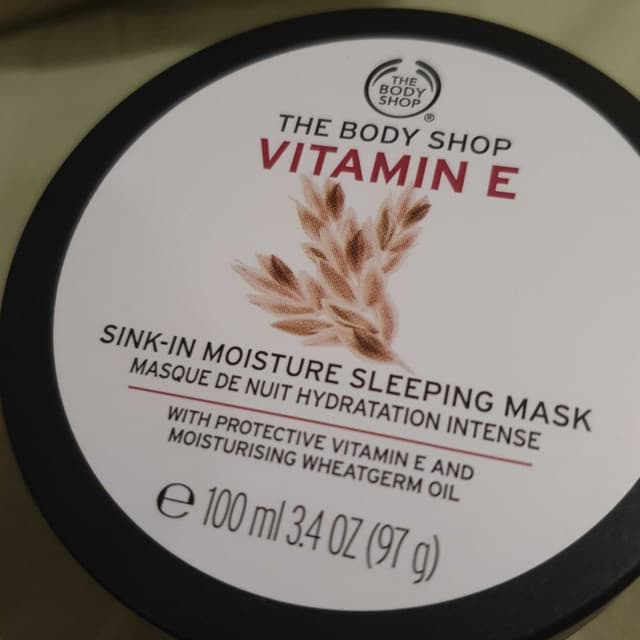 THE
BODY
SHOP
®
THE BODY SHOP
VITAMIN E
SINK-IN MOISTURE SLEEPING MASK
MASQUE DE NUIT HYDRATATION INTENSE
WITH PROTECTIVE VITAMIN E AND
MOISTURISING WHEATGERM OIL
℮ 100 ml 3.4 OZ (97 g)